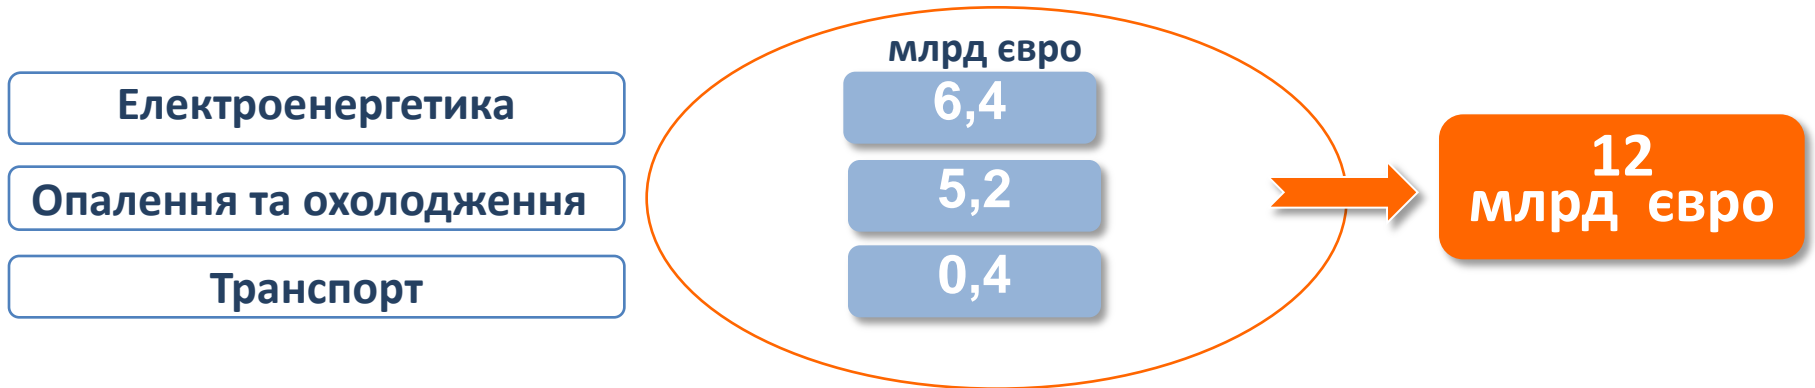 млрд євро
Електроенергетика
6,4
Опалення та охолодження
5,2
Транспорт
0,4
12
млрд євро